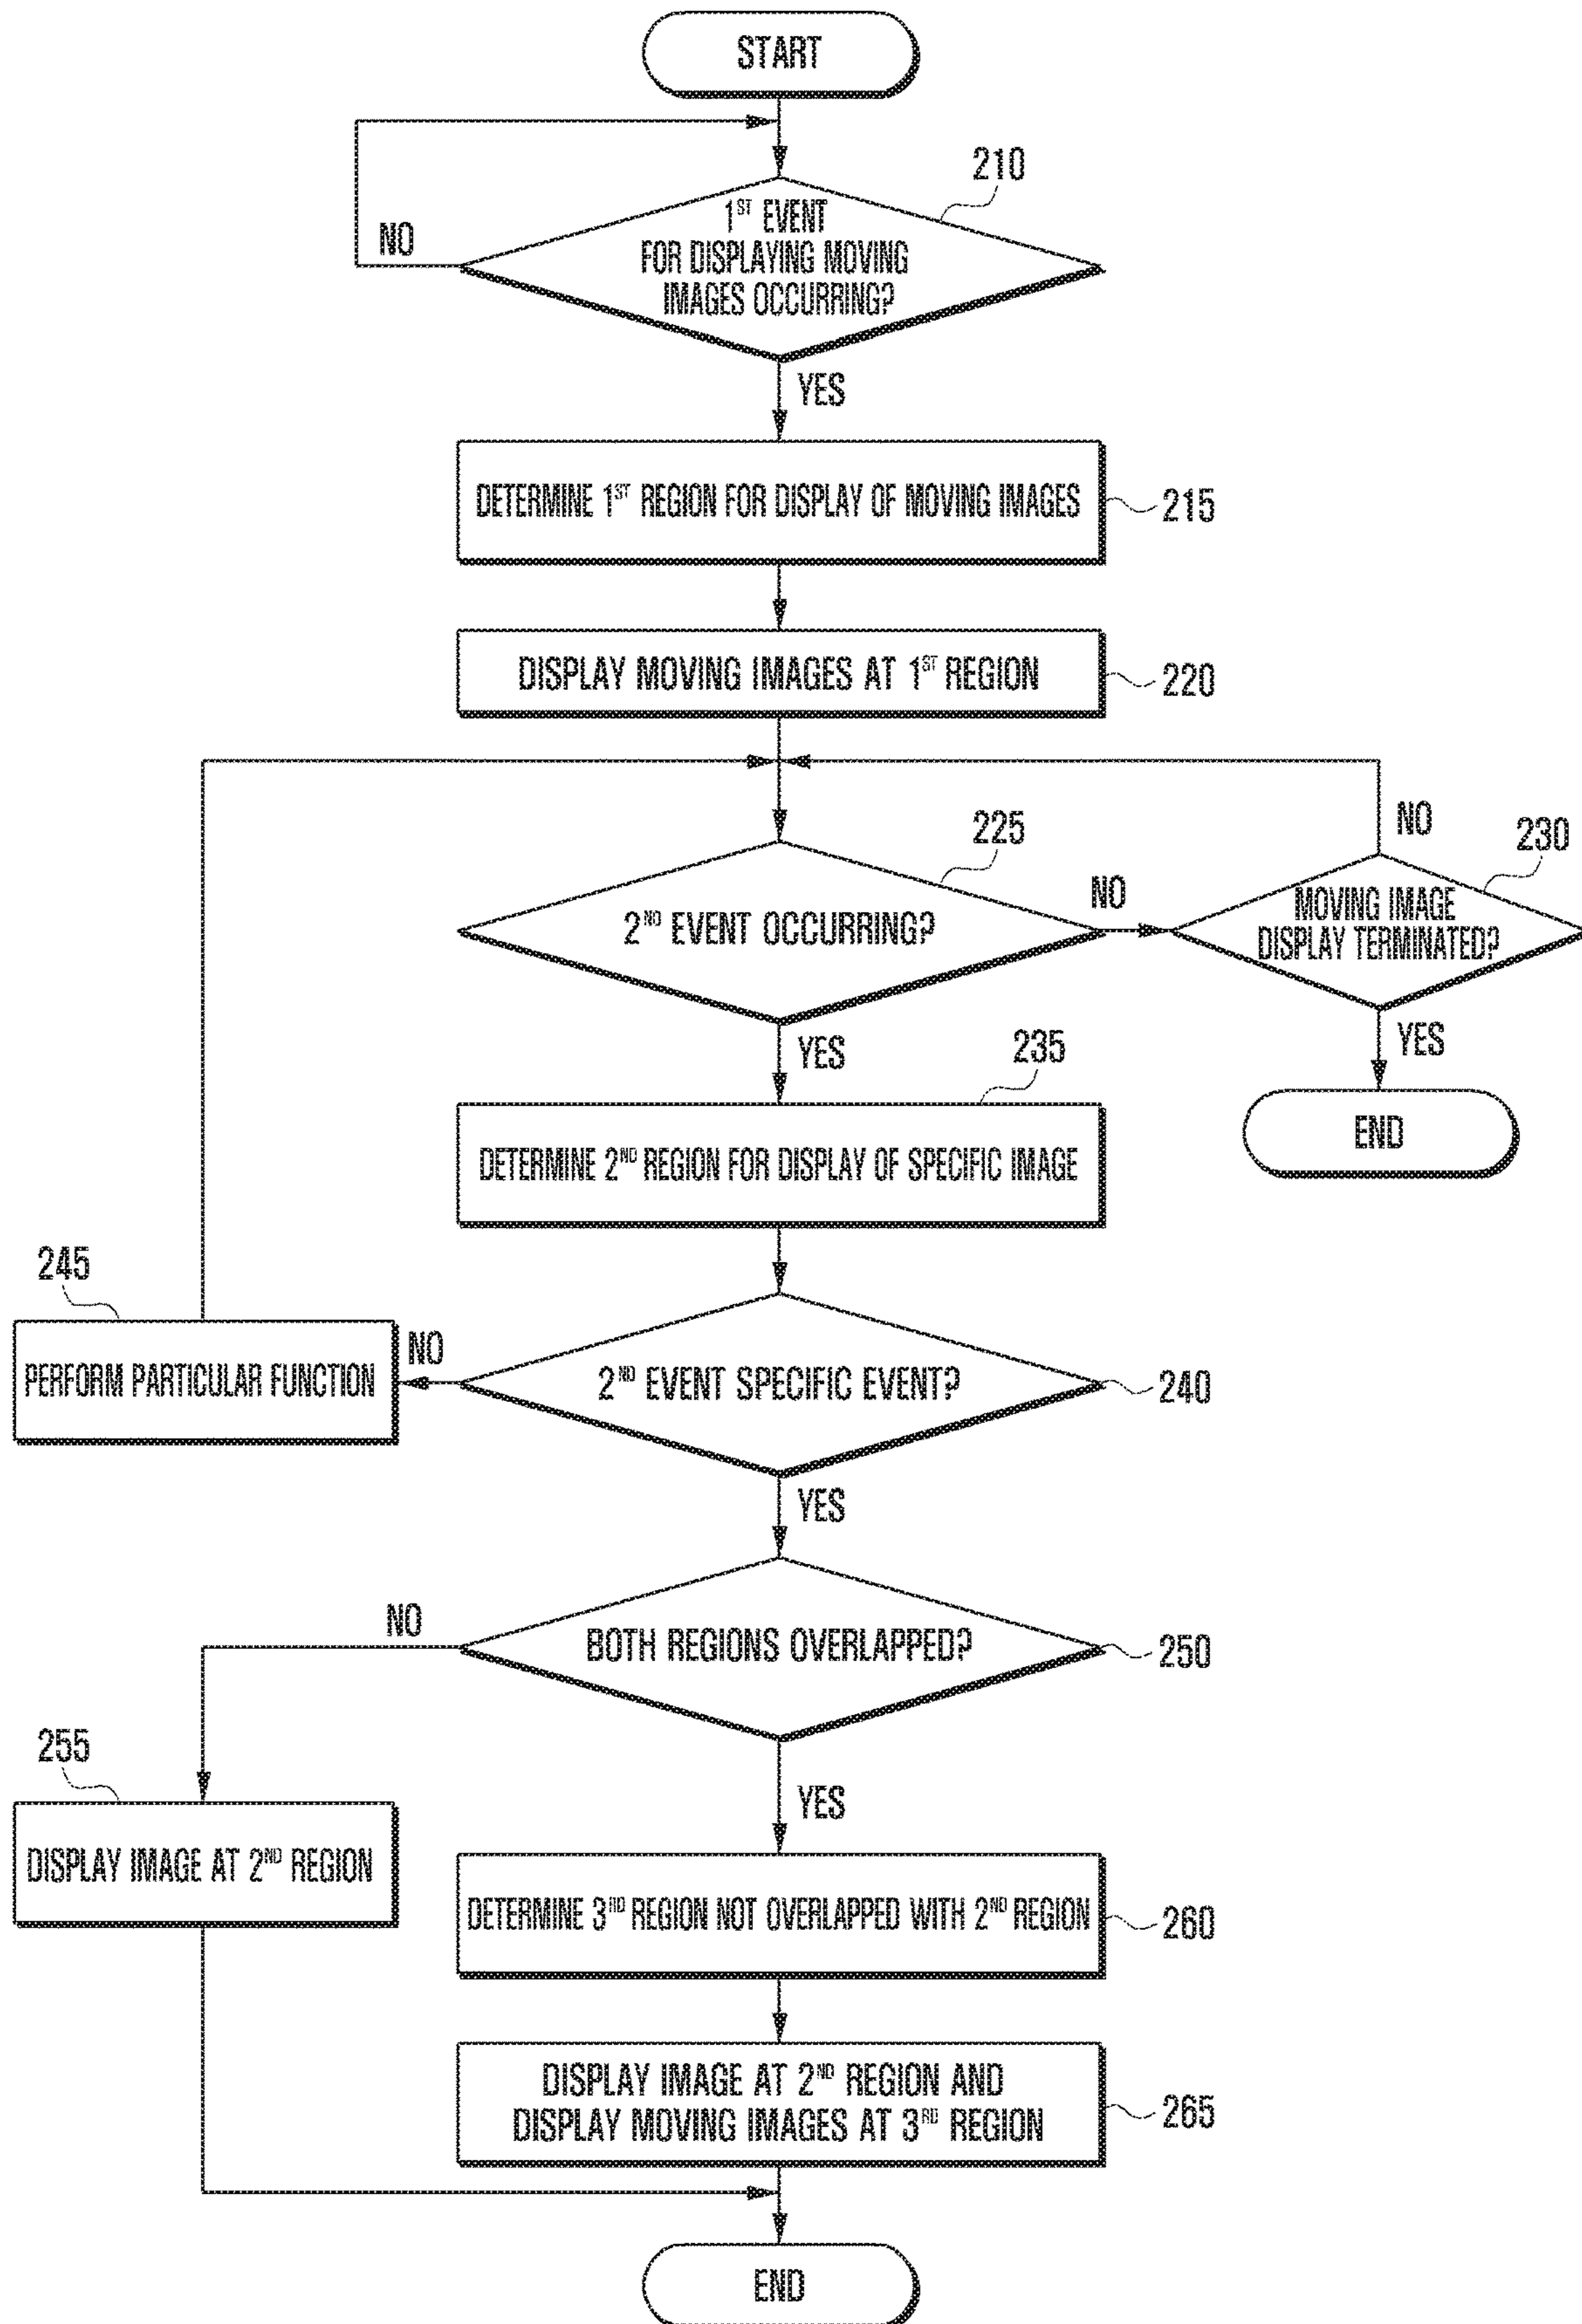 START
210
1ST EVENT
FOR DISPLAYING MOVING
IMAGES OCCURRING?
NO
YES
DETERMINE 1ST REGION FOR DISPLAY OF MOVING IMAGES
215
DISPLAY MOVING IMAGES AT 1ST REGION
220
225
2ND EVENT OCCURRING?
NO
NO
230
MOVING IMAGE
DISPLAY TERMINATED?
YES
END
YES
235
DETERMINE 2ND REGION FOR DISPLAY OF SPECIFIC IMAGE
245
PERFORM PARTICULAR FUNCTION
NO
2ND EVENT SPECIFIC EVENT?
240
YES
NO
BOTH REGIONS OVERLAPPED?
250
255
DISPLAY IMAGE AT 2ND REGION
YES
DETERMINE 3RD REGION NOT OVERLAPPED WITH 2ND REGION
260
DISPLAY IMAGE AT 2ND REGION AND
DISPLAY MOVING IMAGES AT 3RD REGION
265
END